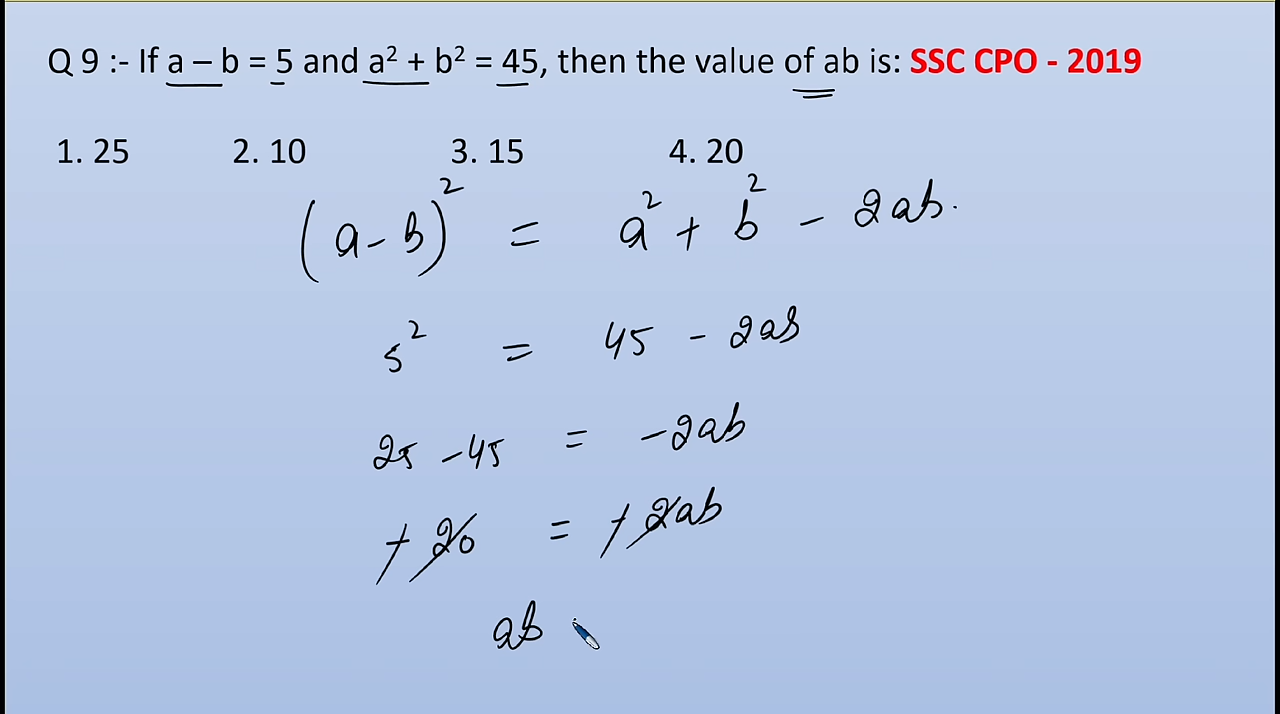 Q 9 :- If a – b = 5 and a² + b² = 45, then the value of ab is: SSC CPO - 2019
1. 25 2. 10 3. 15 4. 20
(a - b)² = a² + b² - 2ab.
5² = 45 - 2ab
25 - 45 = -2ab
-20 = -2ab
ab